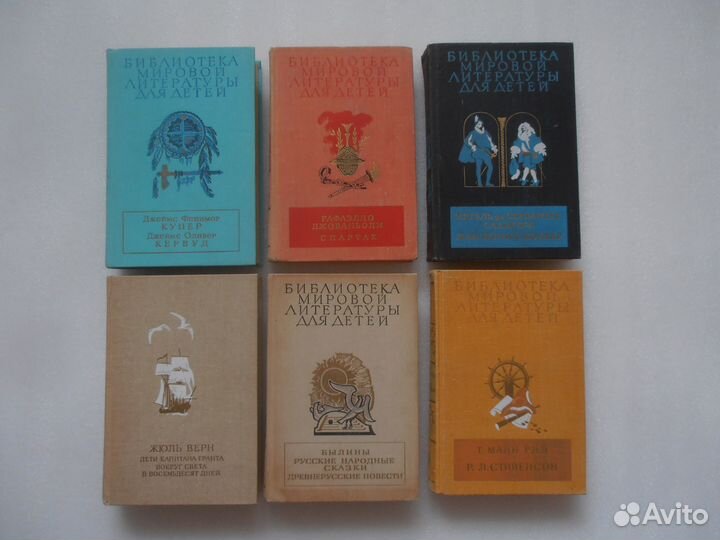 БИБЛИОТЕКА
МИРОВОЙ
ЛИТЕРАТУРЫ
ДЛЯ ДЕТЕЙ
Джеймс Фенимор
КУПЕР
Джеймс Оливер
КЕРВУД
БИБЛИОТЕКА
МИРОВОЙ
ЛИТЕРАТУРЫ
ДЛЯ ДЕТЕЙ
РАФАЭЛЛО
ДЖОВАНЬОЛИ
СПАРТАК
БИБЛИОТЕКА
МИРОВОЙ
ЛИТЕРАТУРЫ
ДЛЯ ДЕТЕЙ
ЖЮЛЬ ВЕРН
ДЕТИ КАПИТАНА ГРАНТА
ВОКРУГ СВЕТА
В ВОСЕМЬДЕСЯТ ДНЕЙ
БИБЛИОТЕКА
МИРОВОЙ
ЛИТЕРАТУРЫ
ДЛЯ ДЕТЕЙ
БЫЛИНЫ
РУССКИЕ НАРОДНЫЕ
СКАЗКИ
ДРЕВНЕРУССКИЕ ПОВЕСТИ
БИБЛИОТЕКА
МИРОВОЙ
ЛИТЕРАТУРЫ
ДЛЯ ДЕТЕЙ
Т. МАЙН РИД
Р. Л. СТИВЕНСОН
Avito